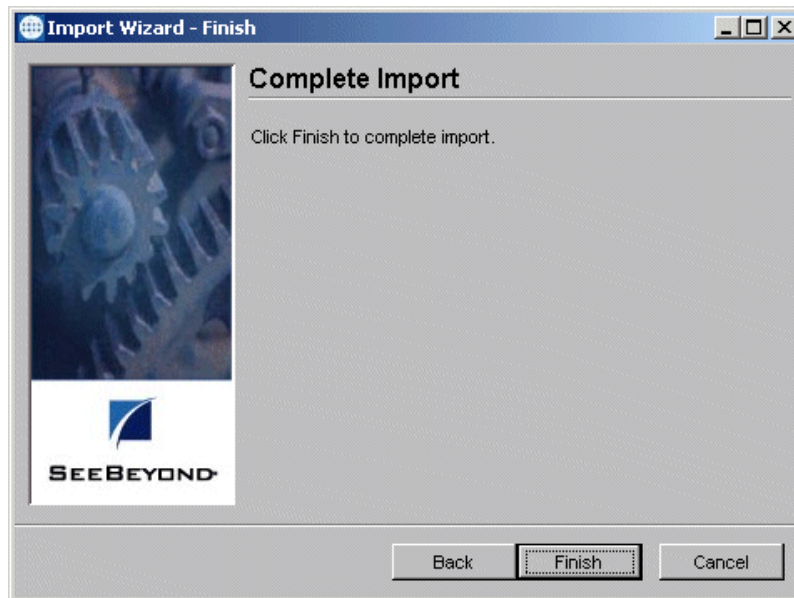 Import Wizard - Finish
Complete Import
Click Finish to complete import.
SEEBEYOND
Back
Finish
Cancel